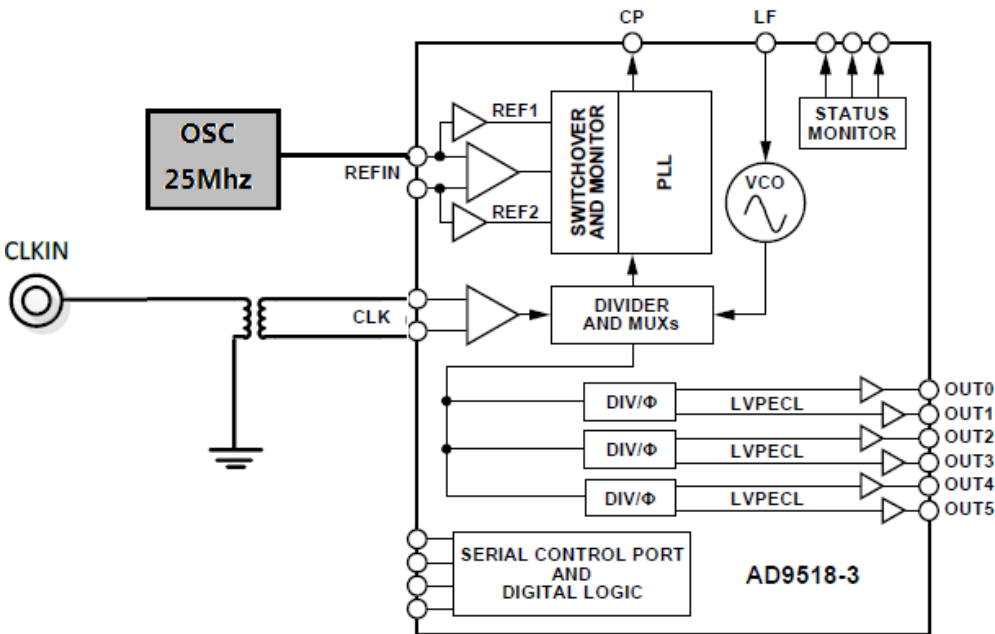 CP
LF
OSC
25Mhz
REFIN
REF1
REF2
SWITCHOVER
AND MONITOR
PLL
STATUS
MONITOR
VCO
CLKIN
CLK
DIVIDER
AND MUXs
DIV/Φ
LVPECL
OUT0
OUT1
DIV/Φ
LVPECL
OUT2
OUT3
DIV/Φ
LVPECL
OUT4
OUT5
SERIAL CONTROL PORT
AND
DIGITAL LOGIC
AD9518-3